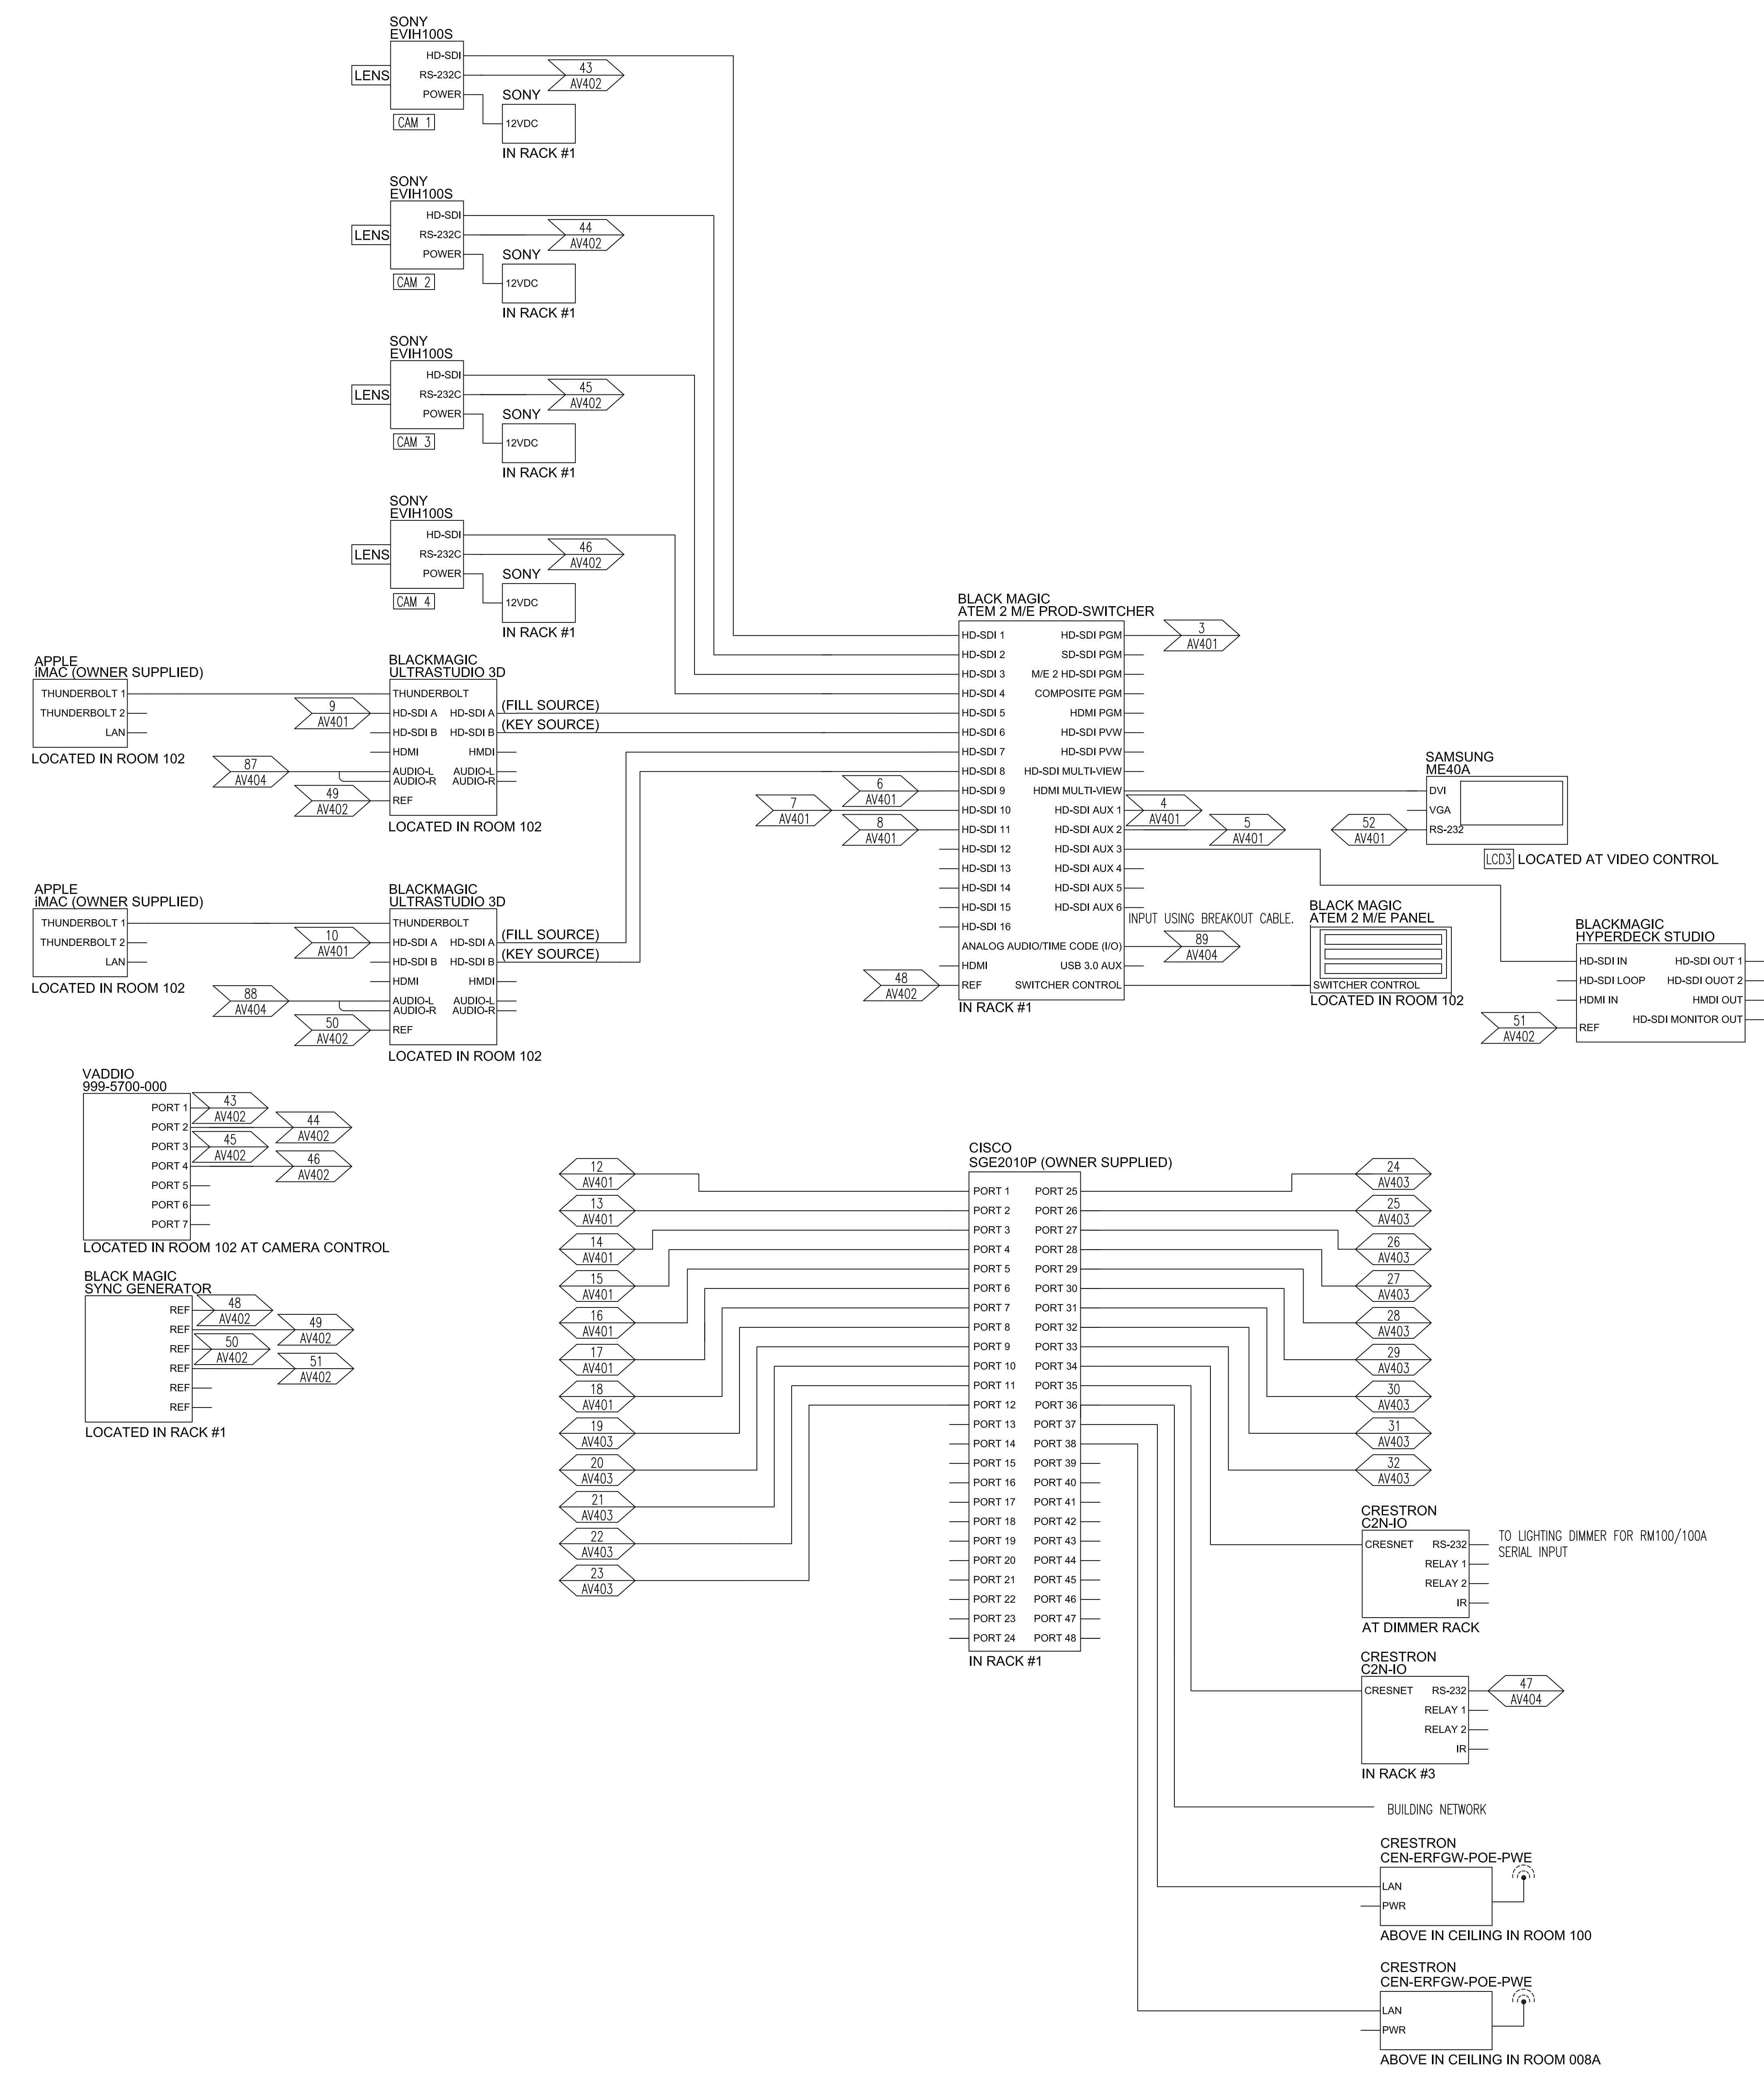 SONY
EVIH100S
LENS
HD-SDI
RS-232C
POWER
CAM 1
43
AV402
SONY
12VDC
IN RACK #1
SONY
EVIH100S
LENS
HD-SDI
RS-232C
POWER
CAM 2
44
AV402
SONY
12VDC
IN RACK #1
SONY
EVIH100S
LENS
HD-SDI
RS-232C
POWER
CAM 3
45
AV402
SONY
12VDC
IN RACK #1
SONY
EVIH100S
LENS
HD-SDI
RS-232C
POWER
CAM 4
46
AV402
SONY
12VDC
IN RACK #1
APPLE
iMAC (OWNER SUPPLIED)
THUNDERBOLT 1
THUNDERBOLT 2
LAN
LOCATED IN ROOM 102
9
AV401
87
AV404
49
AV402
BLACKMAGIC
ULTRASTUDIO 3D
THUNDERBOLT
HD-SDI A HD-SDI A
HD-SDI B HD-SDI B
HDMI HMDI
AUDIO-L AUDIO-L
AUDIO-R AUDIO-R
REF
LOCATED IN ROOM 102
(FILL SOURCE)
(KEY SOURCE)
APPLE
iMAC (OWNER SUPPLIED)
THUNDERBOLT 1
THUNDERBOLT 2
LAN
LOCATED IN ROOM 102
10
AV401
88
AV404
50
AV402
BLACKMAGIC
ULTRASTUDIO 3D
THUNDERBOLT
HD-SDI A HD-SDI A
HD-SDI B HD-SDI B
HDMI HMDI
AUDIO-L AUDIO-L
AUDIO-R AUDIO-R
REF
LOCATED IN ROOM 102
(FILL SOURCE)
(KEY SOURCE)
BLACK MAGIC
ATEM 2 M/E PROD-SWITCHER
HD-SDI 1 HD-SDI PGM
HD-SDI 2 SD-SDI PGM
HD-SDI 3 M/E 2 HD-SDI PGM
HD-SDI 4 COMPOSITE PGM
HD-SDI 5 HDMI PGM
HD-SDI 6 HD-SDI PVW
HD-SDI 7 HD-SDI PVW
HD-SDI 8 HD-SDI MULTI-VIEW
HD-SDI 9 HDMI MULTI-VIEW
HD-SDI 10 HD-SDI AUX 1
HD-SDI 11 HD-SDI AUX 2
HD-SDI 12 HD-SDI AUX 3
HD-SDI 13 HD-SDI AUX 4
HD-SDI 14 HD-SDI AUX 5
HD-SDI 15 HD-SDI AUX 6
HD-SDI 16
ANALOG AUDIO/TIME CODE (I/O)
HDMI USB 3.0 AUX
REF SWITCHER CONTROL
IN RACK #1
6
AV401
7
AV401
8
AV401
48
AV402
3
AV401
4
AV401
5
AV401
INPUT USING BREAKOUT CABLE.
89
AV404
SAMSUNG
ME40A
DVI
VGA
RS-232
52
AV401
LCD3 LOCATED AT VIDEO CONTROL
BLACK MAGIC
ATEM 2 M/E PANEL
SWITCHER CONTROL
LOCATED IN ROOM 102
BLACKMAGIC
HYPERDECK STUDIO
HD-SDI IN HD-SDI OUT 1
HD-SDI LOOP HD-SDI OUOT 2
HDMI IN HMDI OUT
HD-SDI MONITOR OUT
REF
51
AV402
VADDIO
999-5700-000
PORT 1
PORT 2
PORT 3
PORT 4
PORT 5
PORT 6
PORT 7
43
AV402
44
AV402
45
AV402
46
AV402
LOCATED IN ROOM 102 AT CAMERA CONTROL
BLACK MAGIC
SYNC GENERATOR
REF
REF
REF
REF
REF
REF
48
AV402
49
AV402
50
AV402
51
AV402
LOCATED IN RACK #1
12
AV401
13
AV401
14
AV401
15
AV401
16
AV401
17
AV401
18
AV401
19
AV403
20
AV403
21
AV403
22
AV403
23
AV403
CISCO
SGE2010P (OWNER SUPPLIED)
PORT 1 PORT 25
PORT 2 PORT 26
PORT 3 PORT 27
PORT 4 PORT 28
PORT 5 PORT 29
PORT 6 PORT 30
PORT 7 PORT 31
PORT 8 PORT 32
PORT 9 PORT 33
PORT 10 PORT 34
PORT 11 PORT 35
PORT 12 PORT 36
PORT 13 PORT 37
PORT 14 PORT 38
PORT 15 PORT 39
PORT 16 PORT 40
PORT 17 PORT 41
PORT 18 PORT 42
PORT 19 PORT 43
PORT 20 PORT 44
PORT 21 PORT 45
PORT 22 PORT 46
PORT 23 PORT 47
PORT 24 PORT 48
IN RACK #1
24
AV403
25
AV403
26
AV403
27
AV403
28
AV403
29
AV403
30
AV403
31
AV403
32
AV403
CRESTRON
C2N-IO
CRESNET RS-232
RELAY 1
RELAY 2
IR
AT DIMMER RACK
TO LIGHTING DIMMER FOR RM100/100A
SERIAL INPUT
CRESTRON
C2N-IO
CRESNET RS-232
RELAY 1
RELAY 2
IR
IN RACK #3
47
AV404
BUILDING NETWORK
CRESTRON
CEN-ERFGW-POE-PWE
LAN
PWR
ABOVE IN CEILING IN ROOM 100
CRESTRON
CEN-ERFGW-POE-PWE
LAN
PWR
ABOVE IN CEILING IN ROOM 008A